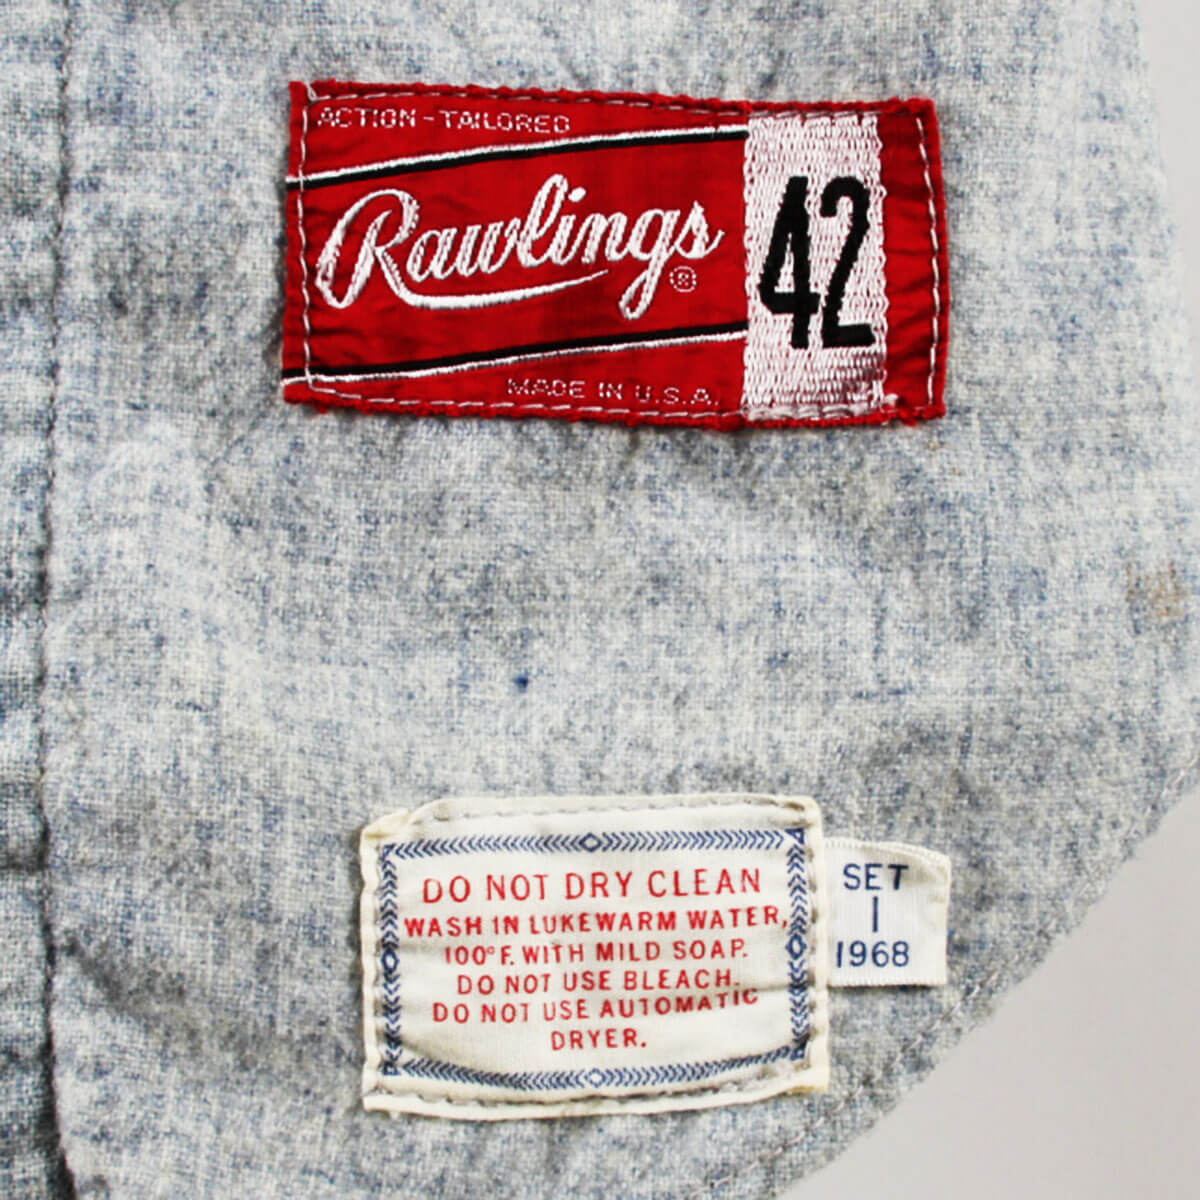 ACTION - TAILORED
Rawlings®
42
MADE IN U.S.A.
DO NOT DRY CLEAN
WASH IN LUKEWARM WATER,
100° F. WITH MILD SOAP.
DO NOT USE BLEACH.
DO NOT USE AUTOMATIC
DRYER.
SET
1
1968